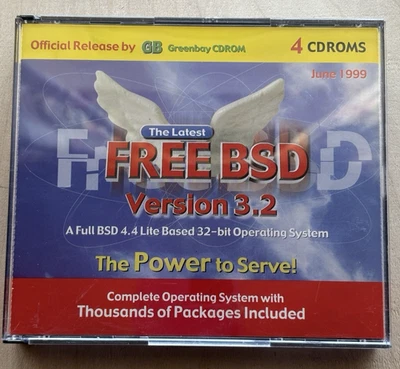 Official Release by GB Greenbay CDROM
4 CDROMS
June 1999
The Latest
FreeBSD
FREE BSD
Version 3.2
A Full BSD 4.4 Lite Based 32-bit Operating System
The Power to Serve!
Complete Operating System with
Thousands of Packages Included